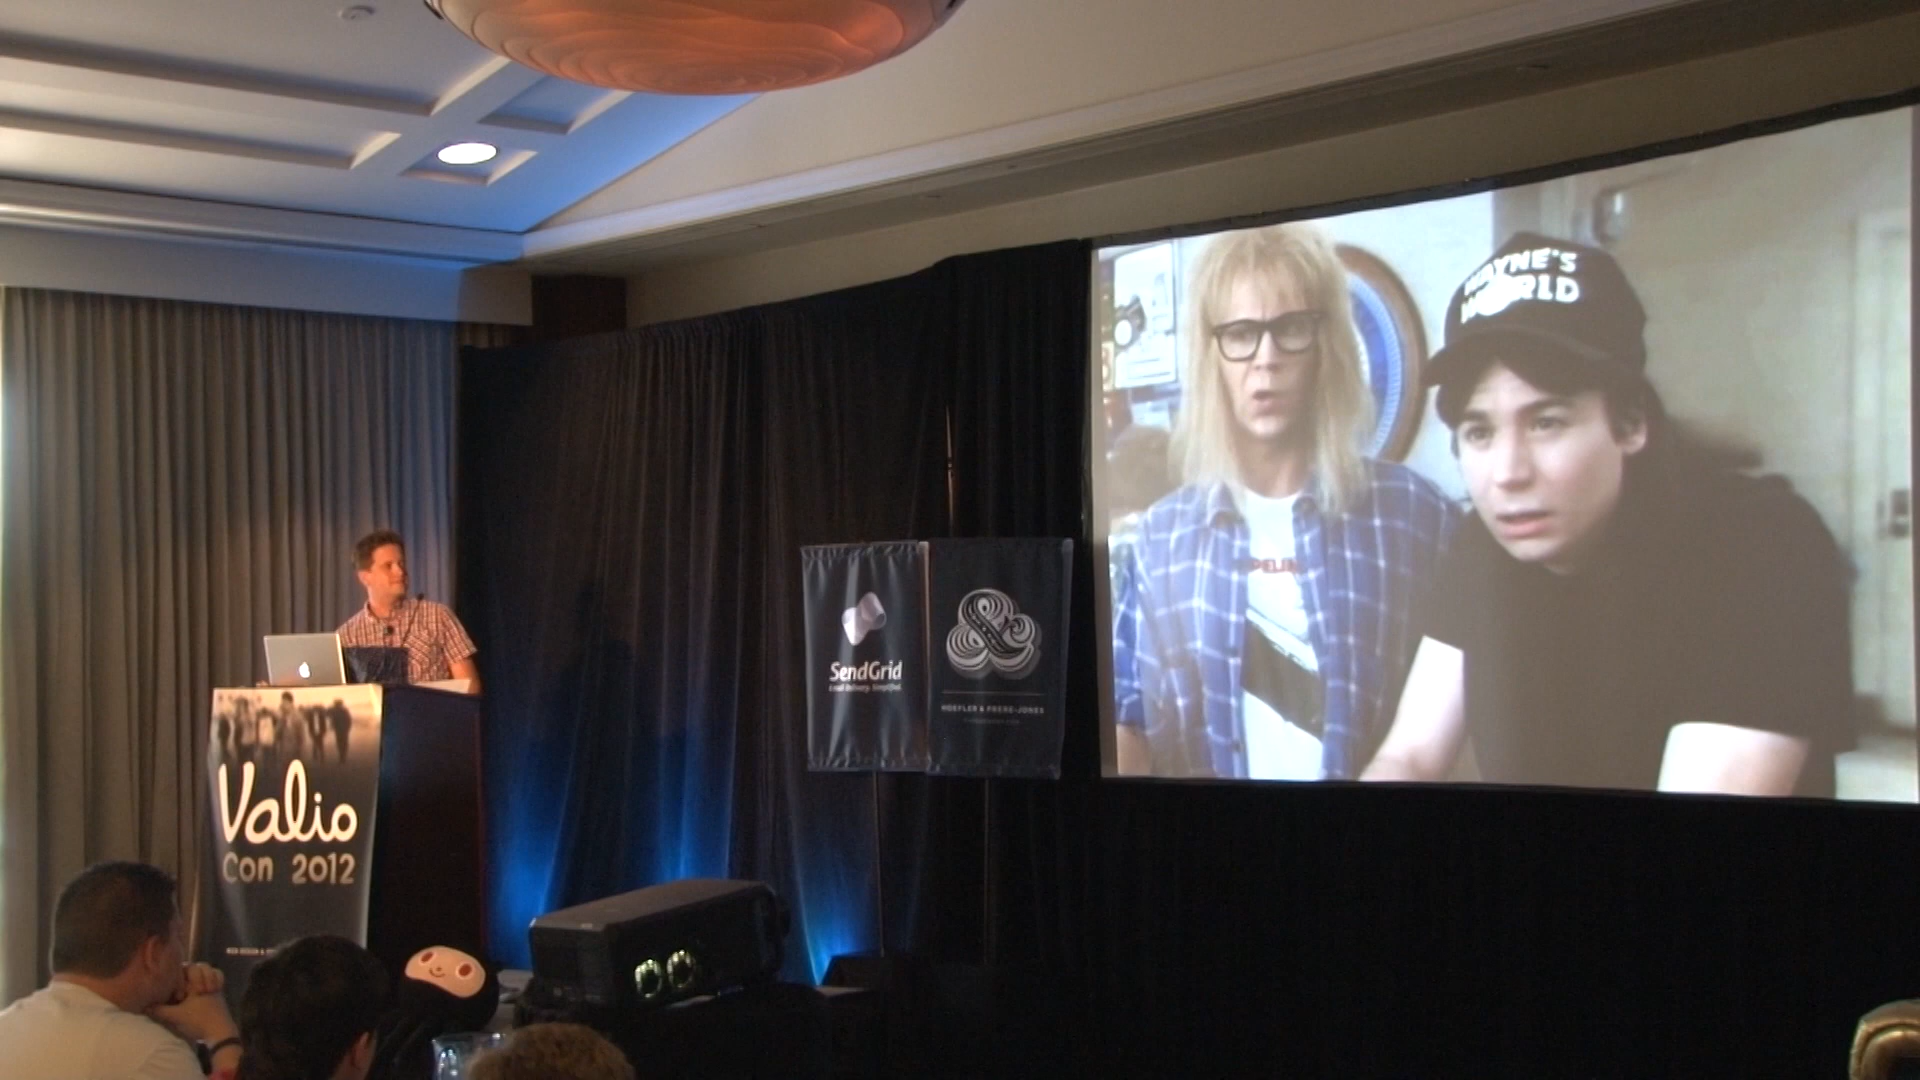 WAYNE'S
WORLD
SendGrid
Email Delivery. Simplified.
HOEFLER & FRERE-JONES
Valio
Con 2012